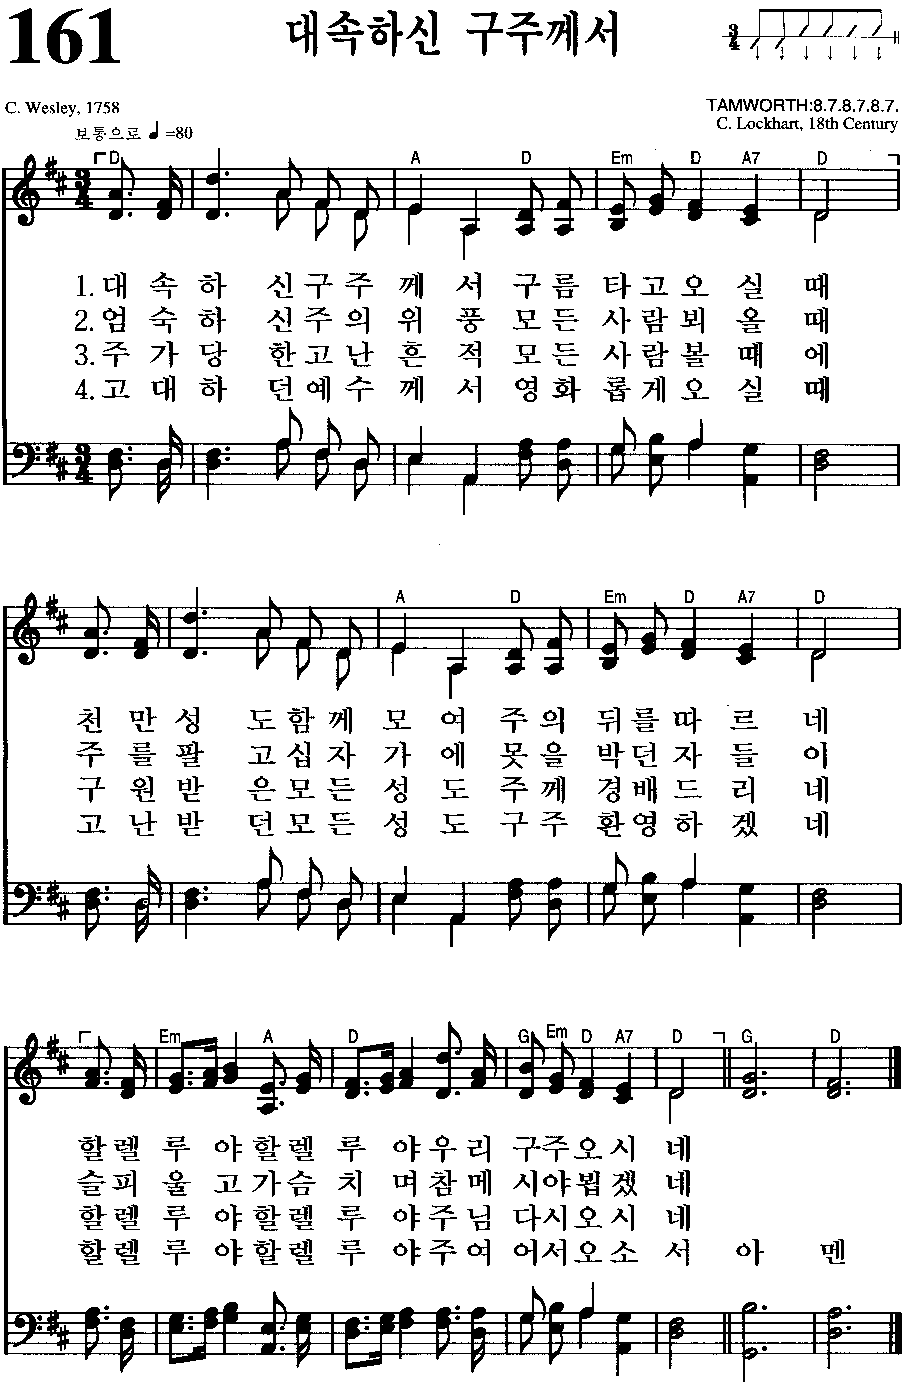 161
대속하신 구주께서
3
4
C. Wesley, 1758
TAMWORTH:8.7.8.7.8.7.
C. Lockhart, 18th Century
보통으로 ♩=80
D A D Em D A7 D
1. 대 속 하 신 구 주 께 서 구 름 타 고 오 실 때
2. 엄 숙 하 신 주 의 위 풍 모 든 사 람 뵈 올 때
3. 주 가 당 한 고 난 흔 적 모 든 사 람 볼 때 에
4. 고 대 하 던 예 수 께 서 영 화 롭 게 오 실 때
A D Em D A7 D
천 만 성 도 함 께 모 여 주 의 뒤 를 따 르 네
주 를 팔 고 십 자 가 에 못 을 박 던 자 들 이
구 원 받 은 모 든 성 도 주 께 경 배 드 리 네
고 난 받 던 모 든 성 도 구 주 환 영 하 겠 네
Em A D G Em D A7 D G D
할 렐 루 야 할 렐 루 야 우 리 구 주 오 시 네
슬 피 울 고 가 슴 치 며 참 메 시 야 뵙 겠 네
할 렐 루 야 할 렐 루 야 주 님 다 시 오 시 네
할 렐 루 야 할 렐 루 야 주 여 어 서 오 소 서 아 멘